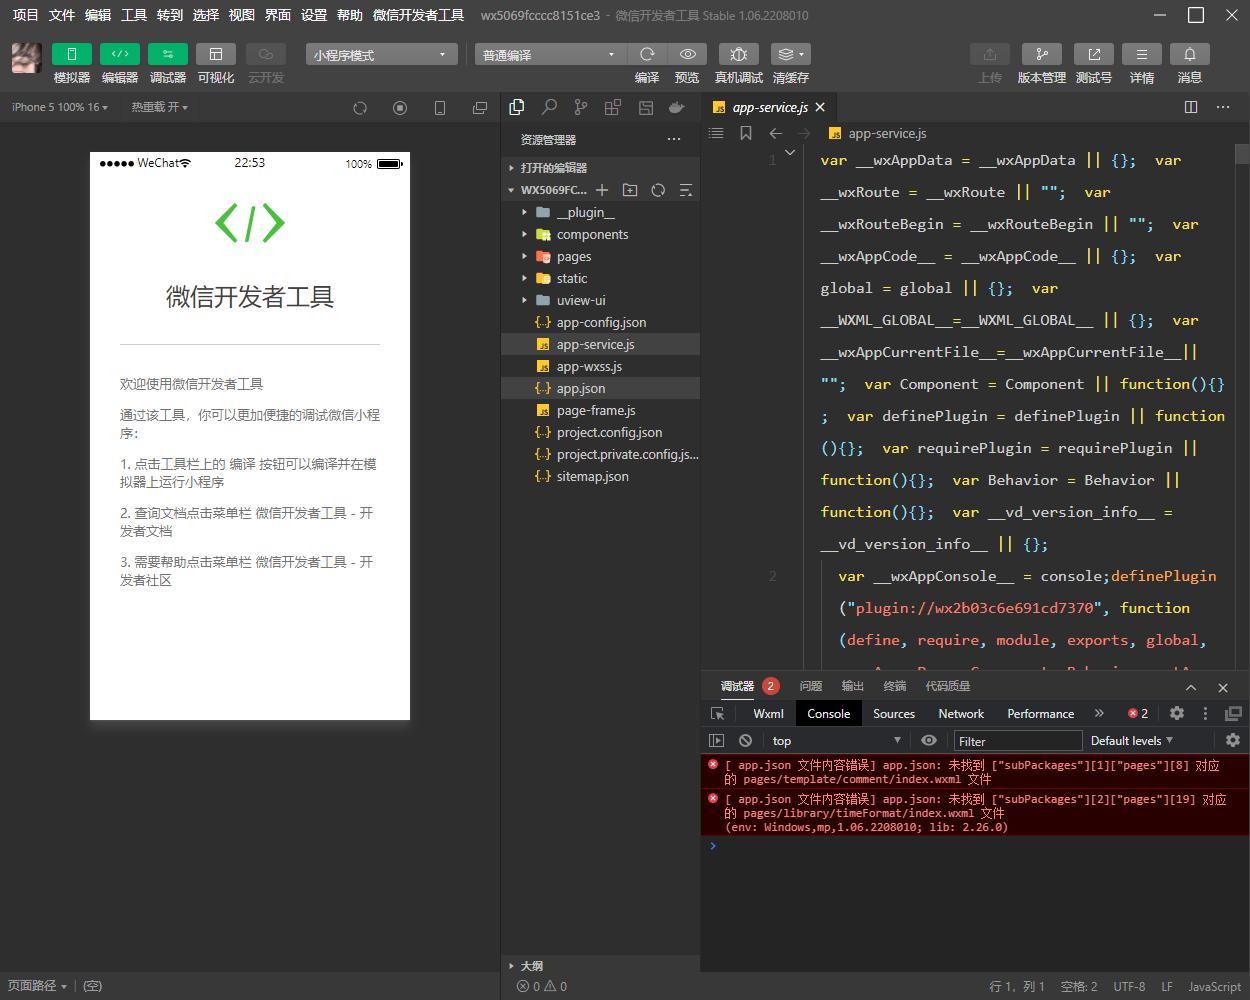 项目 文件 编辑 工具 转到 选择 视图 界面 设置 帮助 微信开发者工具 wx5069fcccc8151ce3 - 微信开发者工具 Stable 1.06.2208010
小程序模式 普通编译
模拟器 编辑器 调试器 可视化 云开发 编译 预览 真机调试 清缓存 上传 版本管理 测试号 详情 消息
iPhone 5 100% 16 热重载 开
WeChat 22:53 100%
微信开发者工具
欢迎使用微信开发者工具
通过该工具，你可以更加便捷的调试微信小程
序：
1. 点击工具栏上的 编译 按钮可以编译并在模
拟器上运行小程序
2. 查询文档点击菜单栏 微信开发者工具 - 开
发者文档
3. 需要帮助点击菜单栏 微信开发者工具 - 开
发者社区
页面路径 | (空)
资源管理器
打开的编辑器
WX5069FC...
__plugin__
components
pages
static
uview-ui
app-config.json
app-service.js
app-wxss.js
app.json
page-frame.js
project.config.json
project.private.config.js...
sitemap.json
大纲
0 0
JS app-service.js
JS app-service.js
1 var __wxAppData = __wxAppData || {}; var
__wxRoute = __wxRoute || ""; var
__wxRouteBegin = __wxRouteBegin || ""; var
__wxAppCode__ = __wxAppCode__ || {}; var
global = global || {}; var
__WXML_GLOBAL__=__WXML_GLOBAL__ || {}; var
__wxAppCurrentFile__=__wxAppCurrentFile__||
""; var Component = Component || function(){}
; var definePlugin = definePlugin || function
(){}; var requirePlugin = requirePlugin ||
function(){}; var Behavior = Behavior ||
function(){}; var __vd_version_info__ =
__vd_version_info__ || {};
2 var __wxAppConsole__ = console;definePlugin
("plugin://wx2b03c6e691cd7370", function
(define, require, module, exports, global,
调试器 2 问题 输出 终端 代码质量
Wxml Console Sources Network Performance » 2
top Filter Default levels
[ app.json 文件内容错误] app.json: 未找到 ["subPackages"][1]["pages"][8] 对应
的 pages/template/comment/index.wxml 文件
[ app.json 文件内容错误] app.json: 未找到 ["subPackages"][2]["pages"][19] 对应
的 pages/library/timeFormat/index.wxml 文件
(env: Windows,mp,1.06.2208010; lib: 2.26.0)
行 1，列 1 空格: 2 UTF-8 LF JavaScript